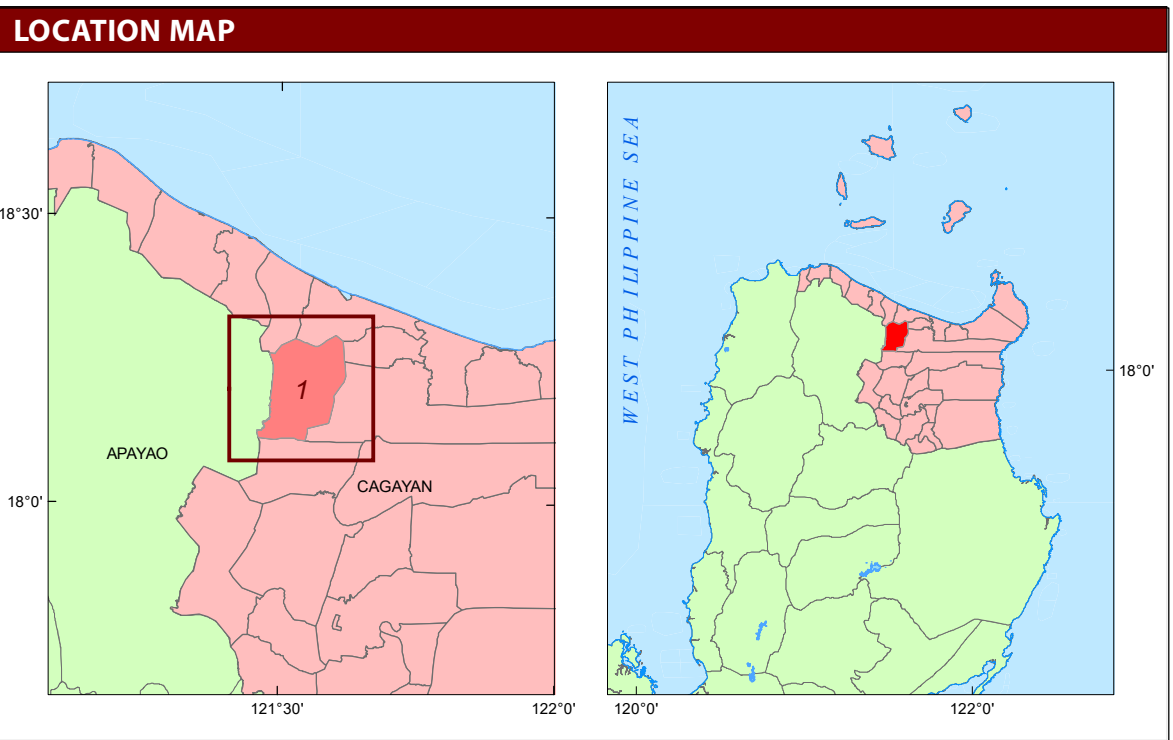 LOCATION MAP
18°30'
18°0'
APAYAO
1
CAGAYAN
121°30'
122°0'
WEST PHILIPPINE SEA
18°0'
120°0'
122°0'